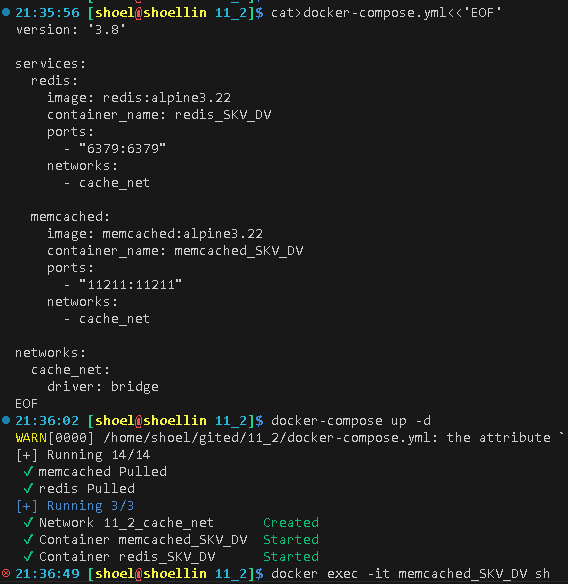 21:35:56 [shoel@shoellin 11_2]$ cat>docker-compose.yml<<'EOF'
version: '3.8'

services:
  redis:
    image: redis:alpine3.22
    container_name: redis_SKV_DV
    ports:
      - "6379:6379"
    networks:
      - cache_net

  memcached:
    image: memcached:alpine3.22
    container_name: memcached_SKV_DV
    ports:
      - "11211:11211"
    networks:
      - cache_net

networks:
  cache_net:
    driver: bridge
EOF
21:36:02 [shoel@shoellin 11_2]$ docker-compose up -d
WARN[0000] /home/shoel/gited/11_2/docker-compose.yml: the attribute `
[+] Running 14/14
 ✓ memcached Pulled
 ✓ redis Pulled
[+] Running 3/3
 ✓ Network 11_2_cache_net      Created
 ✓ Container memcached_SKV_DV  Started
 ✓ Container redis_SKV_DV      Started
21:36:49 [shoel@shoellin 11_2]$ docker exec -it memcached_SKV_DV sh